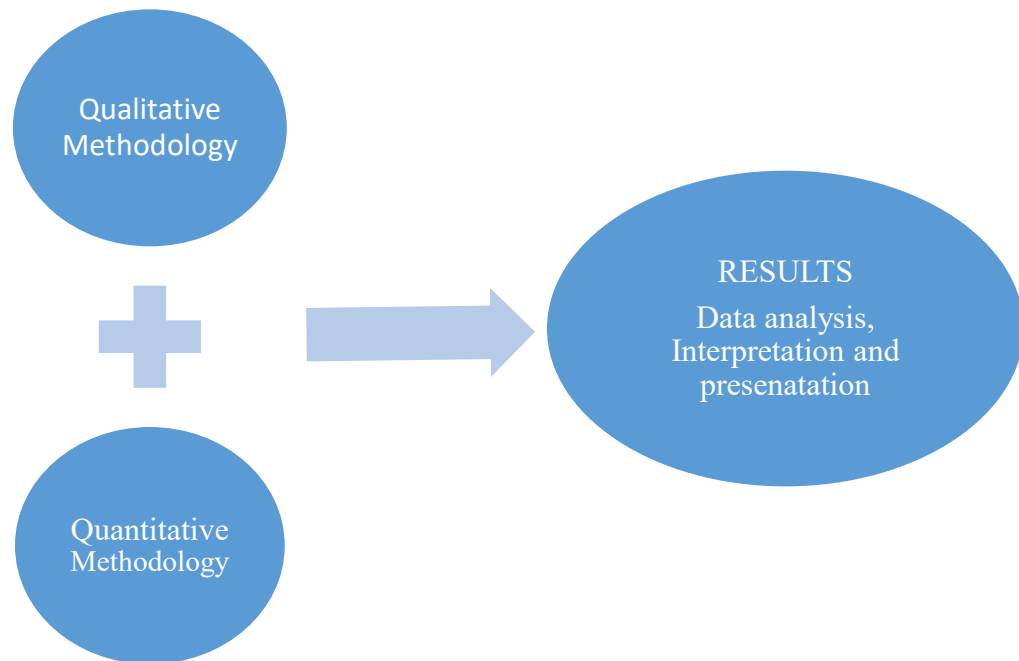 Qualitative
Methodology
RESULTS
Data analysis,
Interpretation and
presenatation
Quantitative
Methodology